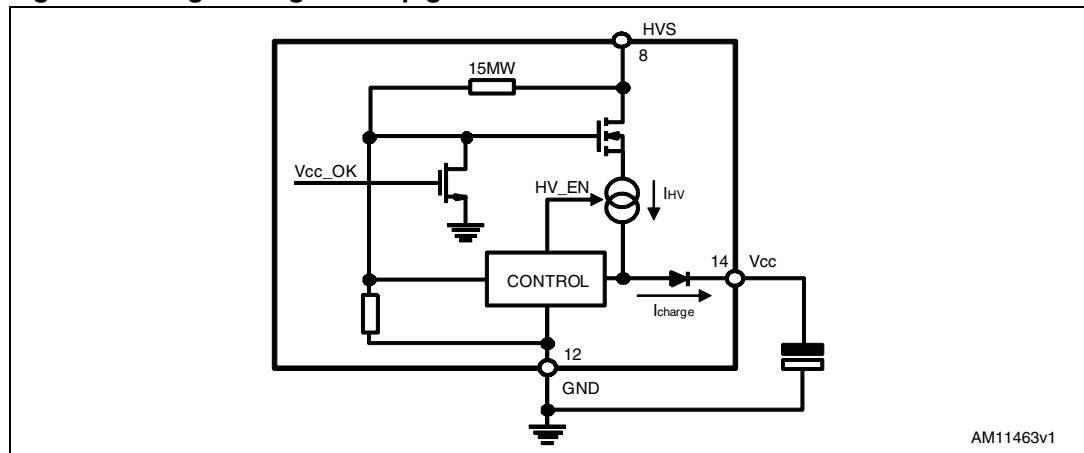 HVS
8
15MW
Vcc_OK
HV_EN
IHV
14
Vcc
CONTROL
Icharge
12
GND
AM11463v1